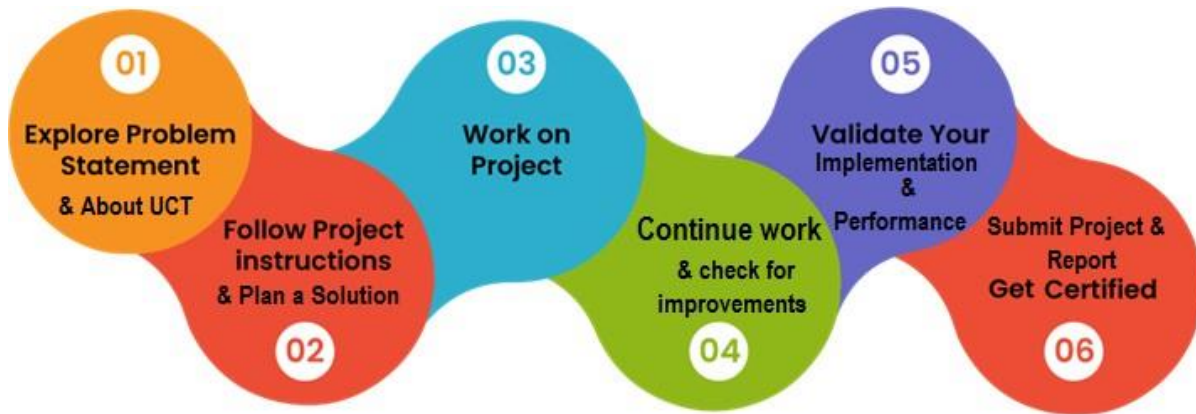 01
Explore Problem
Statement
& About UCT
Follow Project
instructions
& Plan a Solution
02
03
Work on
Project
Continue work
& check for
improvements
04
05
Validate Your
Implementation
&
Performance
Submit Project &
Report
Get Certified
06